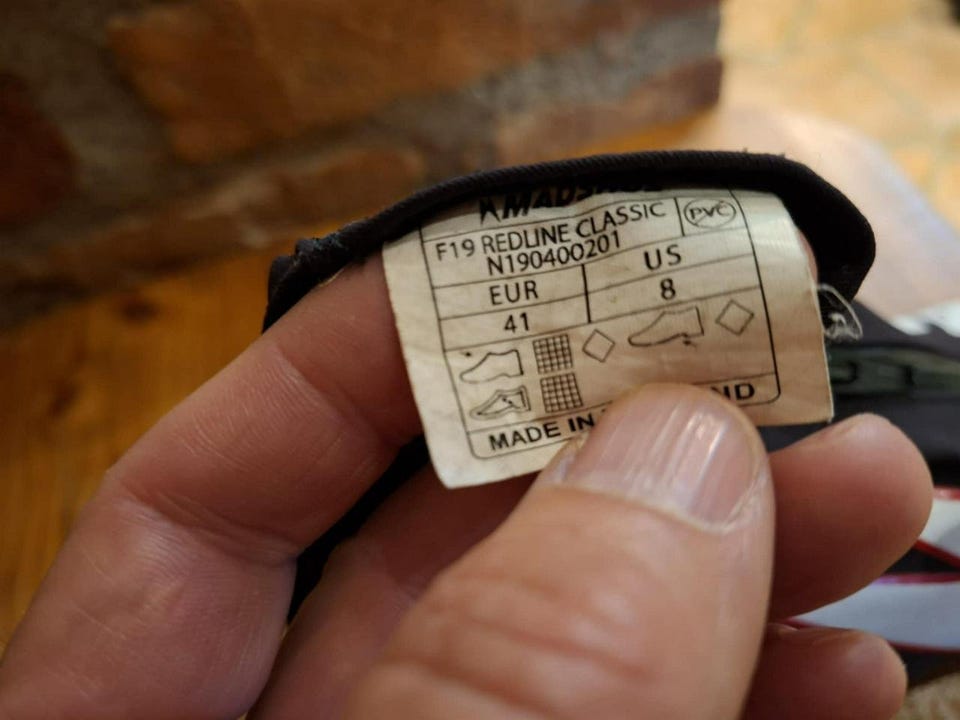 F19 REDLINE CLASSIC
PVC
N190400201
EUR
US
41
8
MADE IN